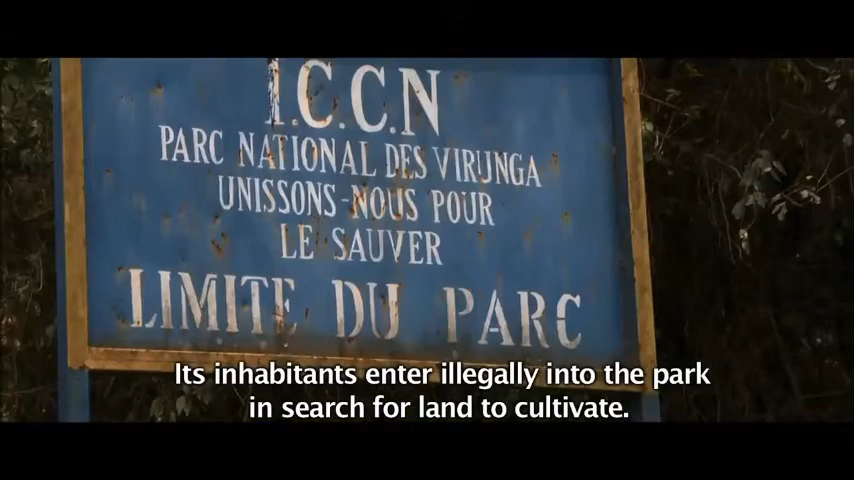 I.C.C.N
PARC NATIONAL DES VIRUNGA
UNISSONS-NOUS POUR
LE SAUVER
LIMITE DU PARC
Its inhabitants enter illegally into the park
in search for land to cultivate.